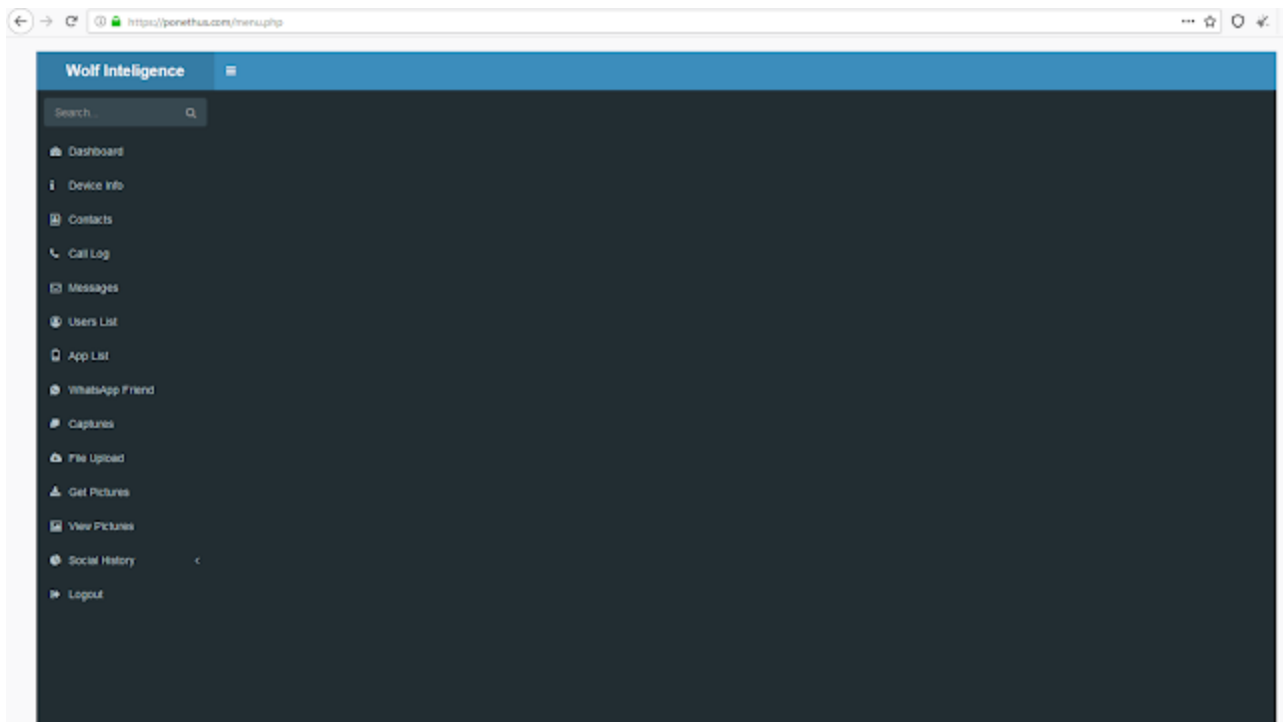 https://ponethus.com/menu.php
Wolf Inteligence
Search...
Dashboard
Device Info
Contacts
Call Log
Messages
Users List
App List
WhatsApp Friend
Captures
File Upload
Get Pictures
View Pictures
Social History
Logout